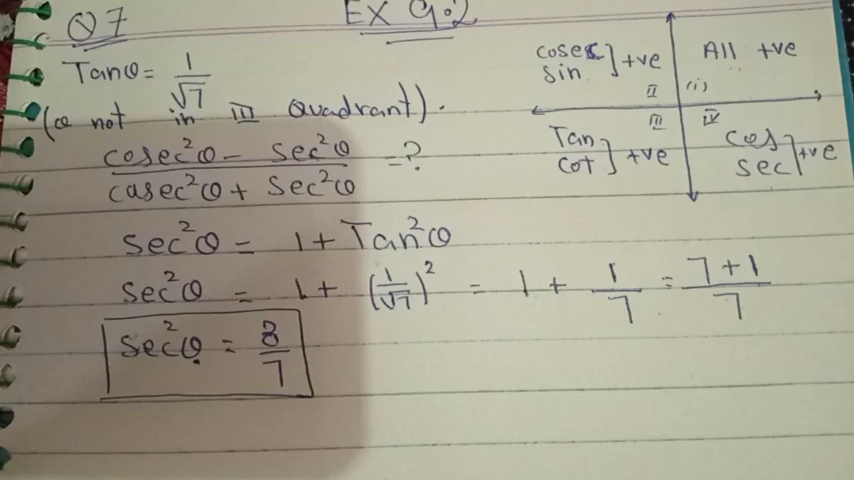 Q7
EX 9.2
Tanθ = 1/√7
(θ not in III Quadrant).
cosec²θ - sec²θ / casec²θ + sec²θ = ?
cosec sin ] +ve II
All +ve (i)
Tan cot ] +ve III
IV cos sec ] +ve
sec²θ = 1 + Tan²θ
sec²θ = 1 + (1/√7)² = 1 + 1/7 = 7+1/7
sec²θ = 8/7